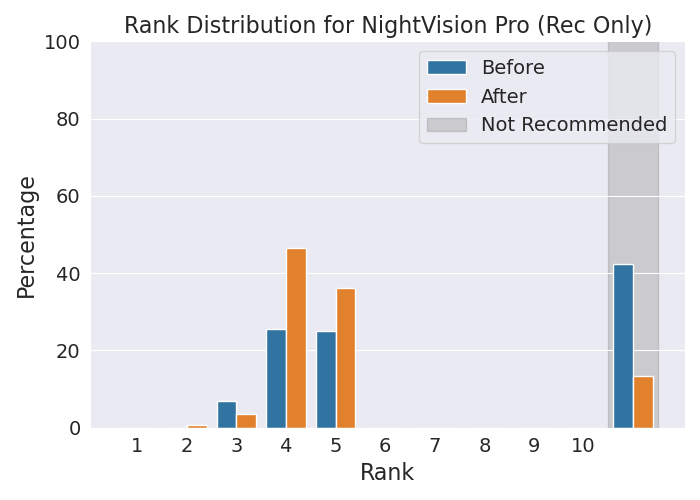 Rank Distribution for NightVision Pro (Rec Only)
100
80
60
40
20
0
Percentage
Before
After
Not Recommended
1 2 3 4 5 6 7 8 9 10
Rank